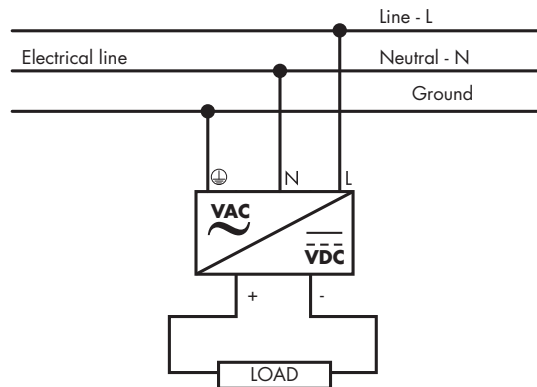 Line - L
Electrical line
Neutral - N
Ground
N
L
VAC
VDC
+
-
LOAD